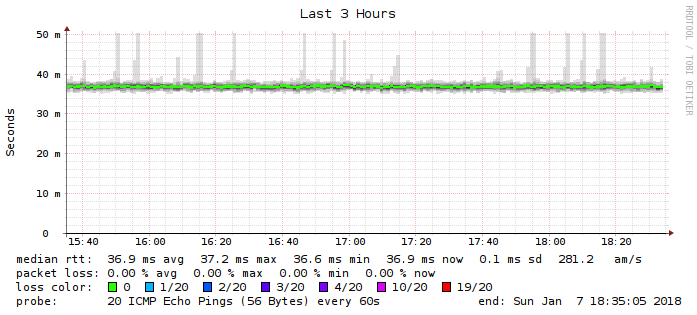 Last 3 Hours
RRDTOOL / TOBI OETIKER
Seconds
50 m
40 m
30 m
20 m
10 m
0
15:40 16:00 16:20 16:40 17:00 17:20 17:40 18:00 18:20
median rtt: 36.9 ms avg 37.2 ms max 36.6 ms min 36.9 ms now 0.1 ms sd 281.2 am/s
packet loss: 0.00 % avg 0.00 % max 0.00 % min 0.00 % now
loss color: 0 1/20 2/20 3/20 4/20 10/20 19/20
probe: 20 ICMP Echo Pings (56 Bytes) every 60s end: Sun Jan 7 18:35:05 2018